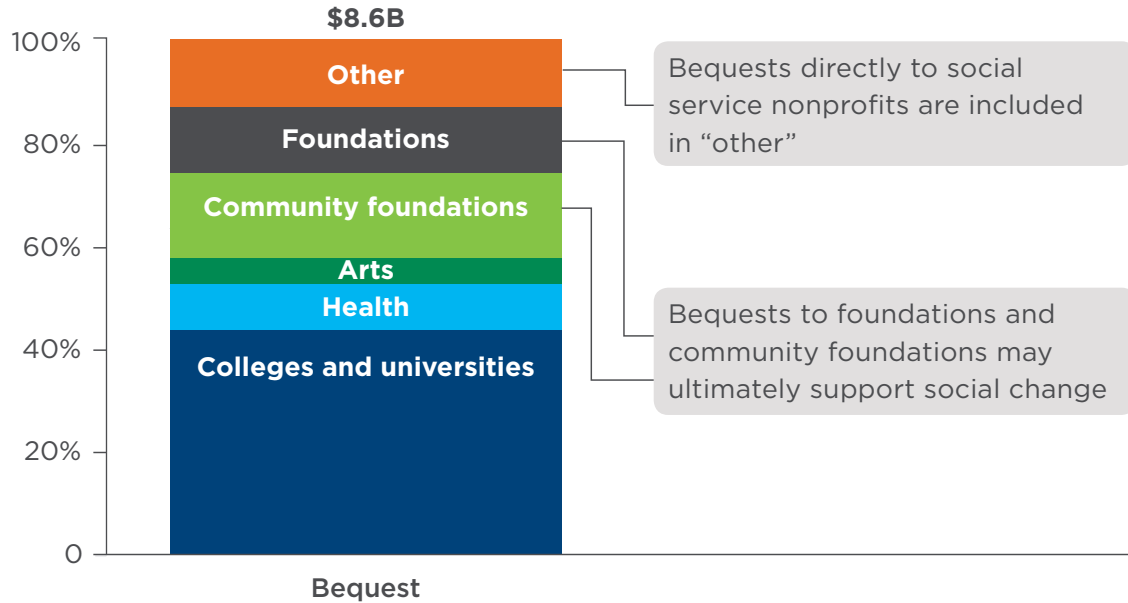 $8.6B
100%
80%
60%
40%
20%
0
Other
Foundations
Community foundations
Arts
Health
Colleges and universities
Bequest
Bequests directly to social
service nonprofits are included
in “other”
Bequests to foundations and
community foundations may
ultimately support social change